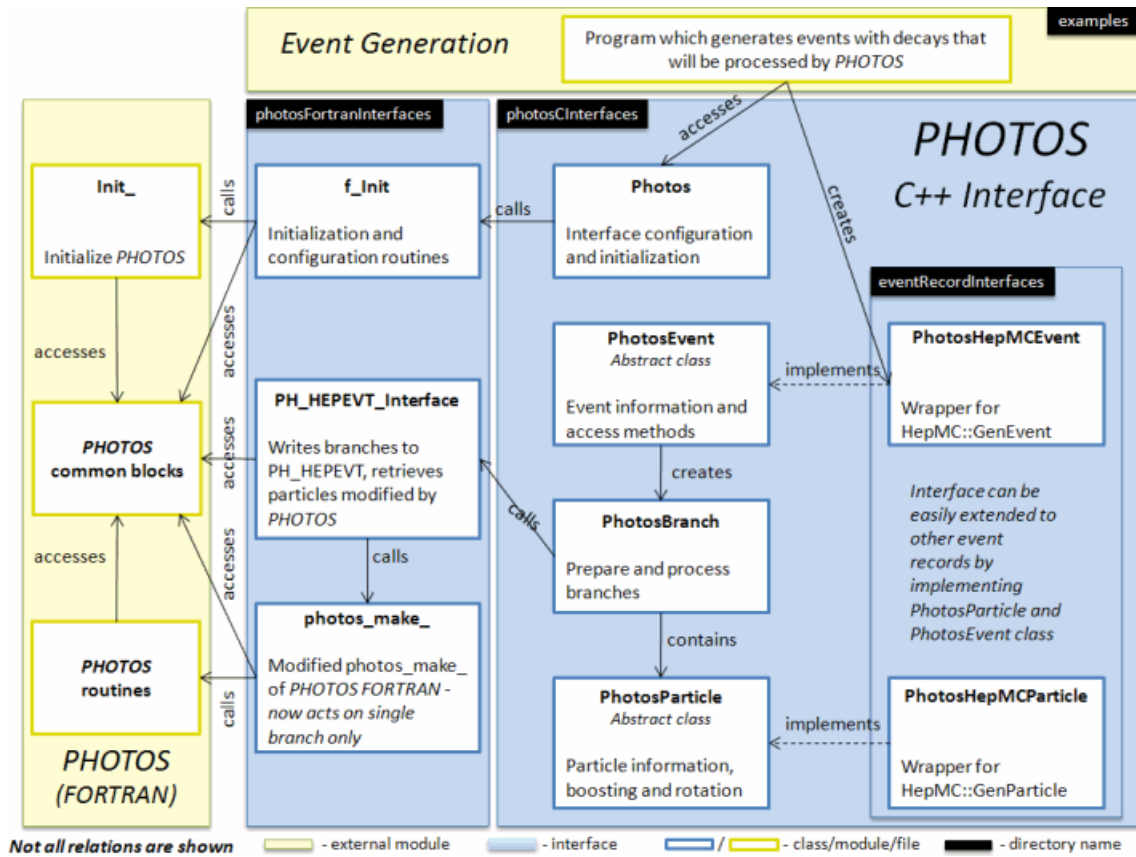 examples
Event Generation
Program which generates events with decays that
will be processed by PHOTOS
photosFortranInterfaces
photosCInterfaces
accesses
creates
PHOTOS
C++ Interface
Init_
Initialize PHOTOS
calls
f_Init
Initialization and
configuration routines
calls
Photos
Interface configuration
and initialization
eventRecordInterfaces
accesses
accesses
PhotosEvent
Abstract class
Event information and
access methods
implements
PhotosHepMCEvent
Wrapper for
HepMC::GenEvent
PHOTOS
common blocks
accesses
PH_HEPEVT_Interface
Writes branches to
PH_HEPEVT, retrieves
particles modified by
PHOTOS
calls
creates
PhotosBranch
Prepare and process
branches
Interface can be
easily extended to
other event
records by
implementing
PhotosParticle and
PhotosEvent class
accesses
accesses
calls
contains
PHOTOS
routines
calls
photos_make_
Modified photos_make_
of PHOTOS FORTRAN -
now acts on single
branch only
PhotosParticle
Abstract class
Particle information,
boosting and rotation
implements
PhotosHepMCParticle
Wrapper for
HepMC::GenParticle
PHOTOS
(FORTRAN)
Not all relations are shown
- external module
- interface
/
- class/module/file
- directory name